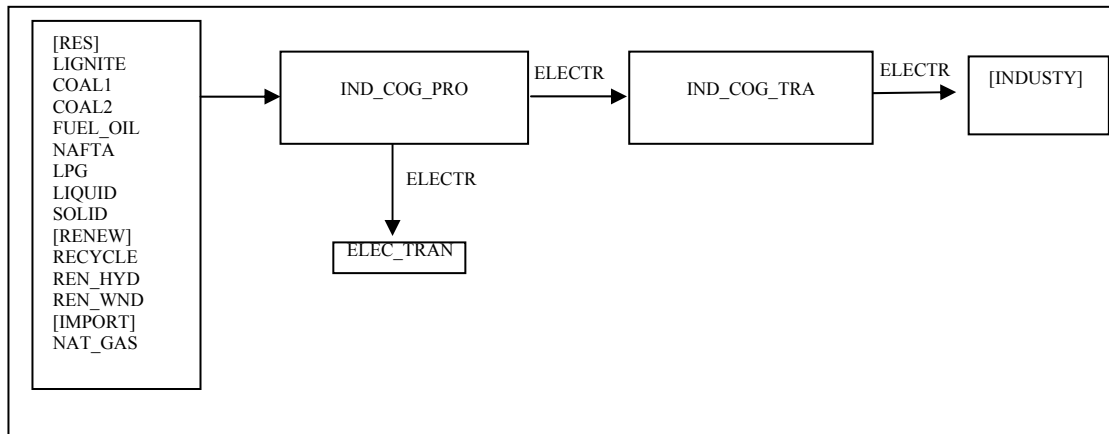 [RES]
LIGNITE
COAL1
COAL2
FUEL_OIL
NAFTA
LPG
LIQUID
SOLID
[RENEW]
RECYCLE
REN_HYD
REN_WND
[IMPORT]
NAT_GAS
IND_COG_PRO
ELECTR
IND_COG_TRA
ELECTR
[INDUSTY]
ELECTR
ELEC_TRAN